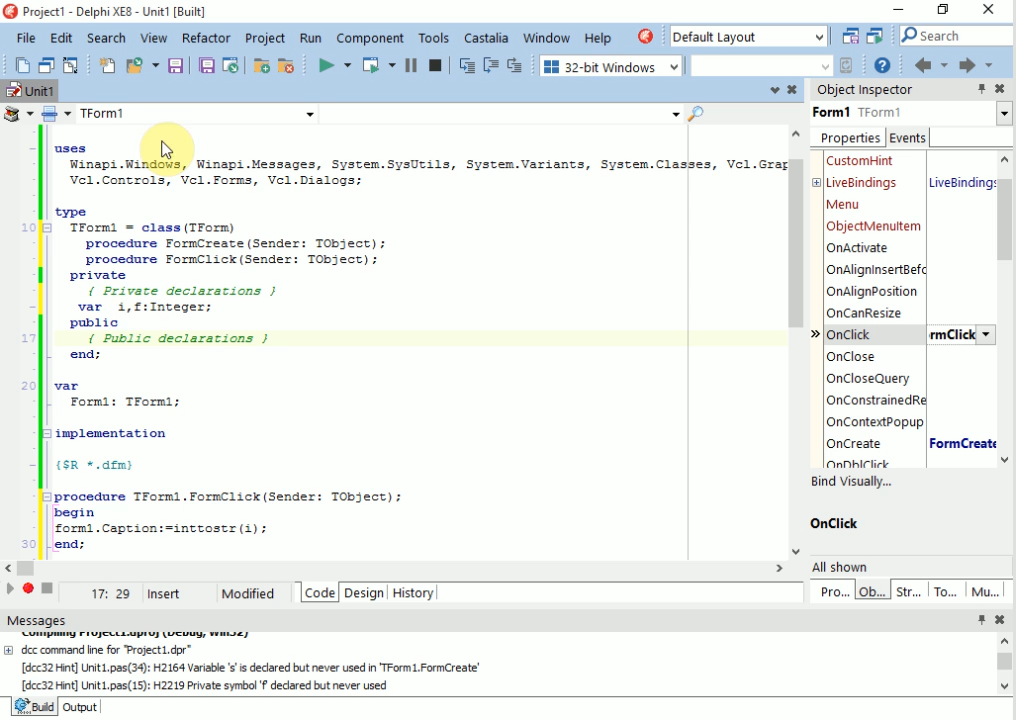 Project1 - Delphi XE8 - Unit1 [Built]
File Edit Search View Refactor Project Run Component Tools Castalia Window Help Default Layout Search
32-bit Windows
Unit1
TForm1
uses
Winapi.Windows, Winapi.Messages, System.SysUtils, System.Variants, System.Classes, Vcl.Grap
Vcl.Controls, Vcl.Forms, Vcl.Dialogs;
type
10 TForm1 = class(TForm)
procedure FormCreate(Sender: TObject);
procedure FormClick(Sender: TObject);
private
{ Private declarations }
var i,f:Integer;
public
17 { Public declarations }
end;
20 var
Form1: TForm1;
implementation
{$R *.dfm}
procedure TForm1.FormClick(Sender: TObject);
begin
form1.Caption:=inttostr(i);
30 end;
17: 29 Insert Modified Code Design History
Object Inspector
Form1 TForm1
Properties Events
CustomHint
LiveBindings LiveBindings
Menu
ObjectMenuItem
OnActivate
OnAlignInsertBefo
OnAlignPosition
OnCanResize
OnClick rmClick
OnClose
OnCloseQuery
OnConstrainedRe
OnContextPopup
OnCreate FormCreate
OnDblClick
Bind Visually...
OnClick
All shown
Pro... Ob... Str... To... Mu...
Messages
Compiling Project1.dproj (Debug, Win32)
dcc command line for "Project1.dpr"
[dcc32 Hint] Unit1.pas(34): H2164 Variable 's' is declared but never used in 'TForm1.FormCreate'
[dcc32 Hint] Unit1.pas(15): H2219 Private symbol 'f' declared but never used
Build Output